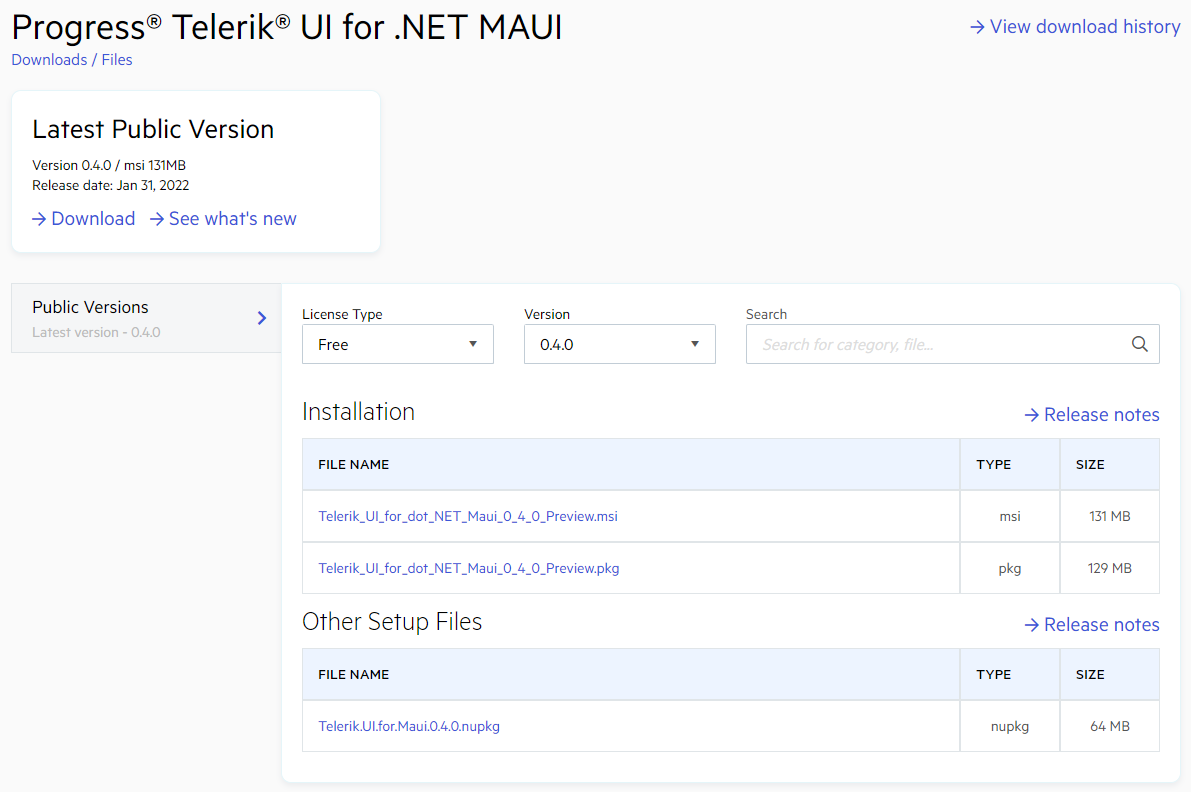 Progress® Telerik® UI for .NET MAUI
→ View download history
Downloads / Files
Latest Public Version
Version 0.4.0 / msi 131MB
Release date: Jan 31, 2022
→ Download → See what's new
Public Versions
Latest version - 0.4.0
License Type Version Search
Free 0.4.0 Search for category, file...
Installation
→ Release notes
FILE NAME TYPE SIZE
Telerik_UI_for_dot_NET_Maui_0_4_0_Preview.msi msi 131 MB
Telerik_UI_for_dot_NET_Maui_0_4_0_Preview.pkg pkg 129 MB
Other Setup Files
→ Release notes
FILE NAME TYPE SIZE
Telerik.UI.for.Maui.0.4.0.nupkg nupkg 64 MB